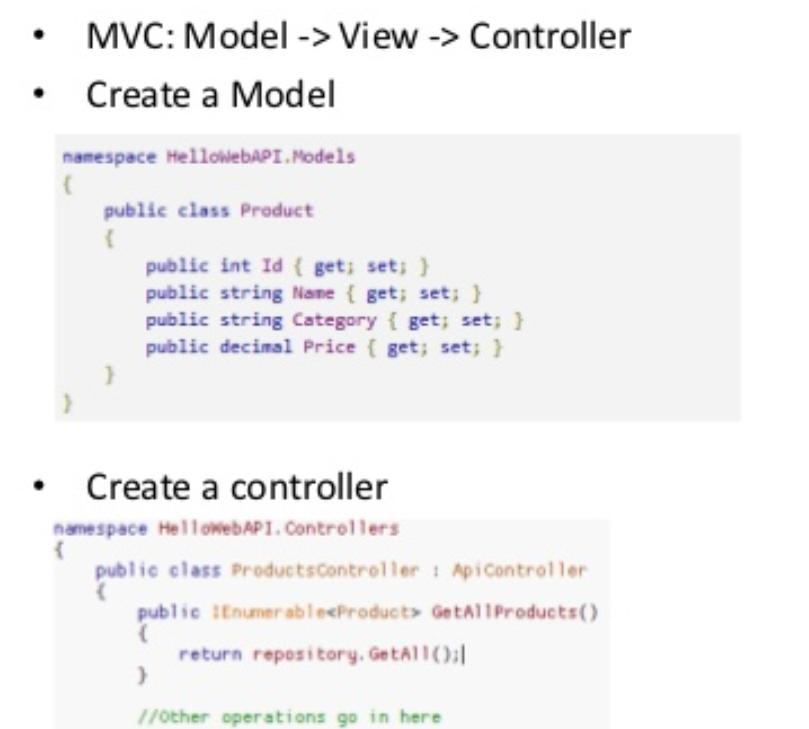 • MVC: Model -> View -> Controller
• Create a Model
namespace HelloWebAPI.Models
{
    public class Product
    {
        public int Id { get; set; }
        public string Name { get; set; }
        public string Category { get; set; }
        public decimal Price { get; set; }
    }
}
• Create a controller
namespace HelloWebAPI.Controllers
{
    public class ProductsController : ApiController
    {
        public IEnumerable<Product> GetAllProducts()
        {
            return repository.GetAll();
        }
        //Other operations go in here